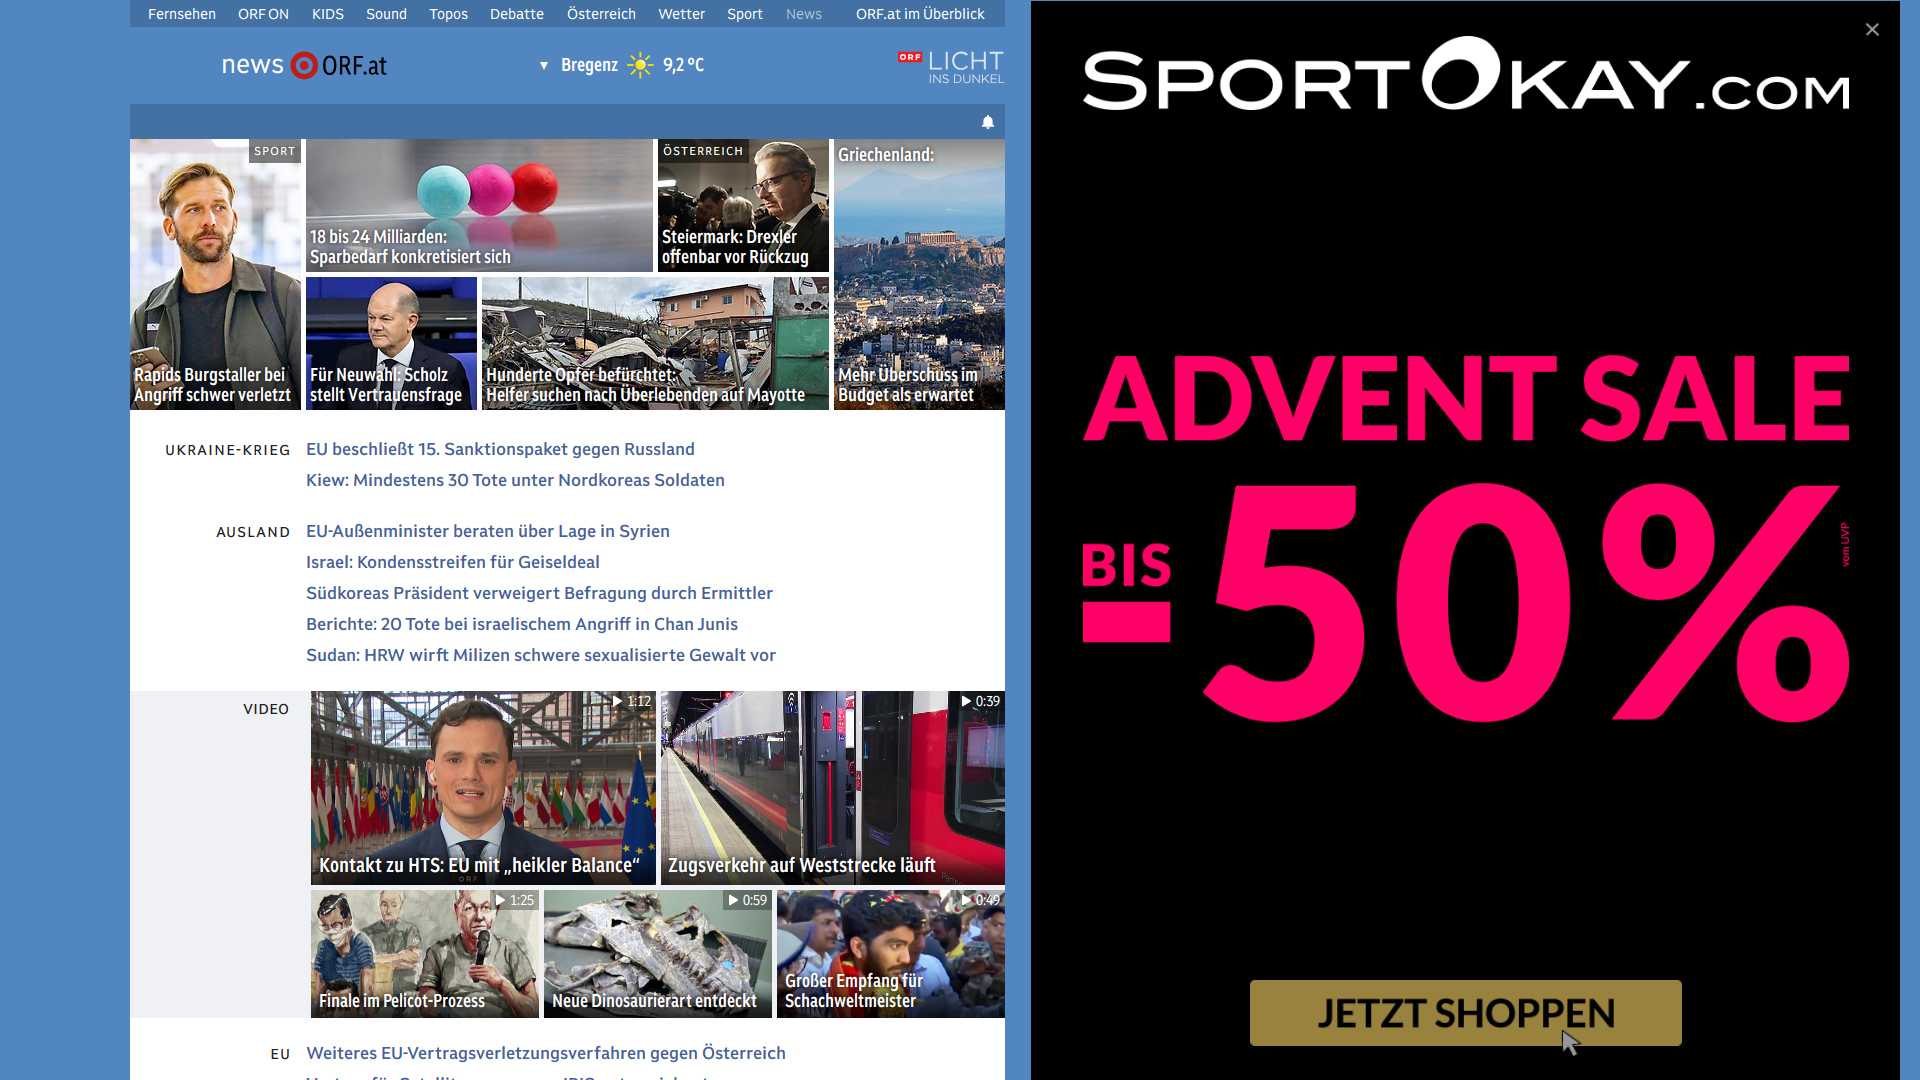 Fernsehen ORF ON KIDS Sound Topos Debatte Österreich Wetter Sport News ORF.at im Überblick
news ORF.at
▼ Bregenz 9,2 °C
ORF LICHT
INS DUNKEL
SPORT
Rapids Burgstaller bei
Angriff schwer verletzt
18 bis 24 Milliarden:
Sparbedarf konkretisiert sich
ÖSTERREICH
Steiermark: Drexler
offenbar vor Rückzug
Griechenland:
Mehr Überschuss im
Budget als erwartet
Für Neuwahl: Scholz
stellt Vertrauensfrage
Hunderte Opfer befürchtet:
Helfer suchen nach Überlebenden auf Mayotte
UKRAINE-KRIEG
EU beschließt 15. Sanktionspaket gegen Russland
Kiew: Mindestens 30 Tote unter Nordkoreas Soldaten
AUSLAND
EU-Außenminister beraten über Lage in Syrien
Israel: Kondensstreifen für Geiseldeal
Südkoreas Präsident verweigert Befragung durch Ermittler
Berichte: 20 Tote bei israelischem Angriff in Chan Junis
Sudan: HRW wirft Milizen schwere sexualisierte Gewalt vor
VIDEO
1:12
Kontakt zu HTS: EU mit „heikler Balance“
ORF
0:39
Zugsverkehr auf Weststrecke läuft
1:25
Finale im Pelicot-Prozess
0:59
Neue Dinosaurierart entdeckt
0:49
Großer Empfang für
Schachweltmeister
EU
Weiteres EU-Vertragsverletzungsverfahren gegen Österreich
SPORTOKAY.COM
ADVENT SALE
BIS
-50%
vom UVP
JETZT SHOPPEN